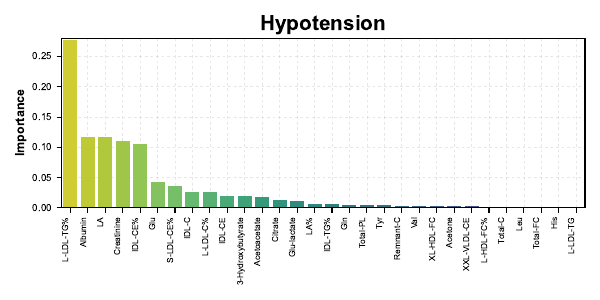 Hypotension
Importance
0.25
0.20
0.15
0.10
0.05
0.00
L-LDL-TG%
Albumin
LA
Creatinine
IDL-CE%
Glu
S-LDL-CE%
IDL-C
L-LDL-C%
IDL-CE
3-Hydroxybutyrate
Acetoacetate
Citrate
Glu-lactate
LA%
IDL-TG%
Gln
Total-PL
Tyr
Remnant-C
Val
XL-HDL-FC
Acetone
XXL-VLDL-CE
L-HDL-FC%
Total-C
Leu
Total-FC
His
L-LDL-TG